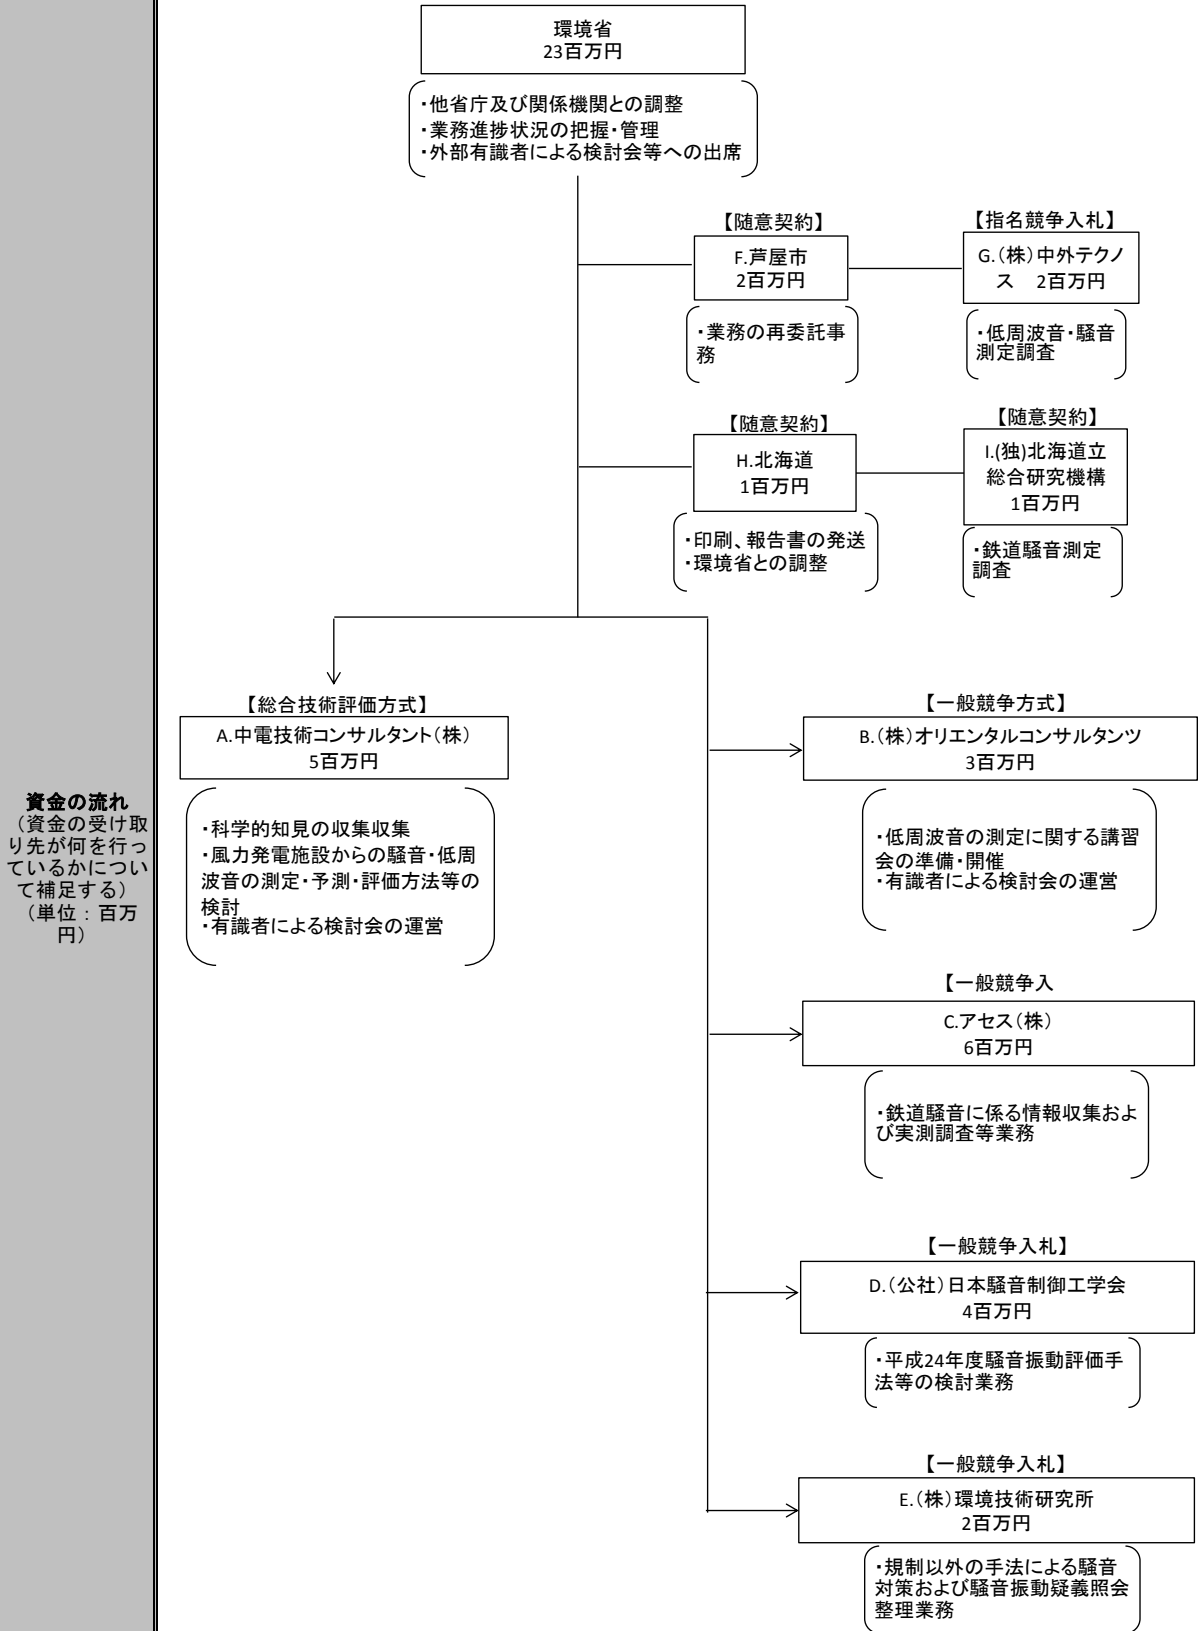 環境省
23百万円
・他省庁及び関係機関との調整
・業務進捗状況の把握・管理
・外部有識者による検討会等への出席
【随意契約】
F.芦屋市
2百万円
・業務の再委託事
務
【指名競争入札】
G.(株)中外テクノ
ス 2百万円
・低周波音・騒音
測定調査
【随意契約】
H.北海道
1百万円
・印刷、報告書の発送
・環境省との調整
【随意契約】
I.(独)北海道立
総合研究機構
1百万円
・鉄道騒音測定
調査
【総合技術評価方式】
A.中電技術コンサルタント(株)
5百万円
・科学的知見の収集収集
・風力発電施設からの騒音・低周
波音の測定・予測・評価方法等の
検討
・有識者による検討会の運営
【一般競争方式】
B.(株)オリエンタルコンサルタンツ
3百万円
・低周波音の測定に関する講習
会の準備・開催
・有識者による検討会の運営
資金の流れ
(資金の受け取
り先が何を行っ
ているかについ
て補足する)
(単位:百万
円)
【一般競争入
C.アセス(株)
6百万円
・鉄道騒音に係る情報収集およ
び実測調査等業務
【一般競争入札】
D.(公社)日本騒音制御工学会
4百万円
・平成24年度騒音振動評価手
法等の検討業務
【一般競争入札】
E.(株)環境技術研究所
2百万円
・規制以外の手法による騒音
対策および騒音振動疑義照会
整理業務